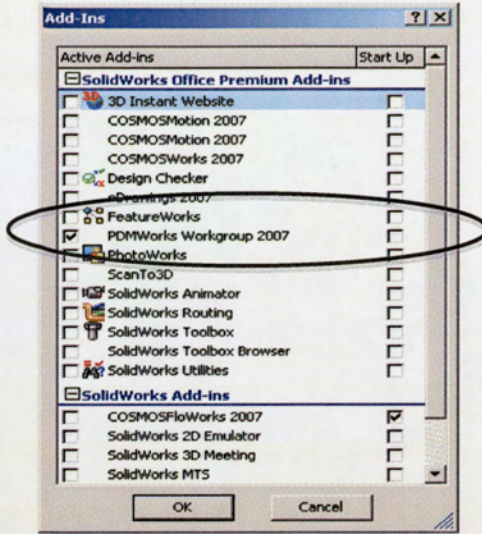 Add-Ins
Active Add-ins Start Up
SolidWorks Office Premium Add-ins
3D Instant Website
COSMOSMotion 2007
COSMOSMotion 2007
COSMOSWorks 2007
Design Checker
eDrawings 2007
FeatureWorks
PDMWorks Workgroup 2007
PhotoWorks
ScanTo3D
SolidWorks Animator
SolidWorks Routing
SolidWorks Toolbox
SolidWorks Toolbox Browser
SolidWorks Utilities
SolidWorks Add-ins
COSMOSFloWorks 2007
SolidWorks 2D Emulator
SolidWorks 3D Meeting
SolidWorks MTS
OK Cancel